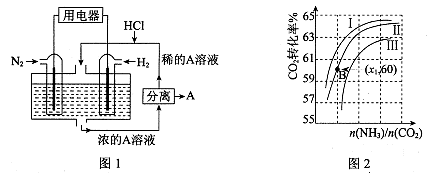 用电器
HCl
N₂
H₂
稀的A溶液
分离
A
浓的A溶液
图1
CO₂转化率%
65
63
61
59
57
55
I
II
III
B
(x₁,60)
n(NH₃)/n(CO₂)
图2